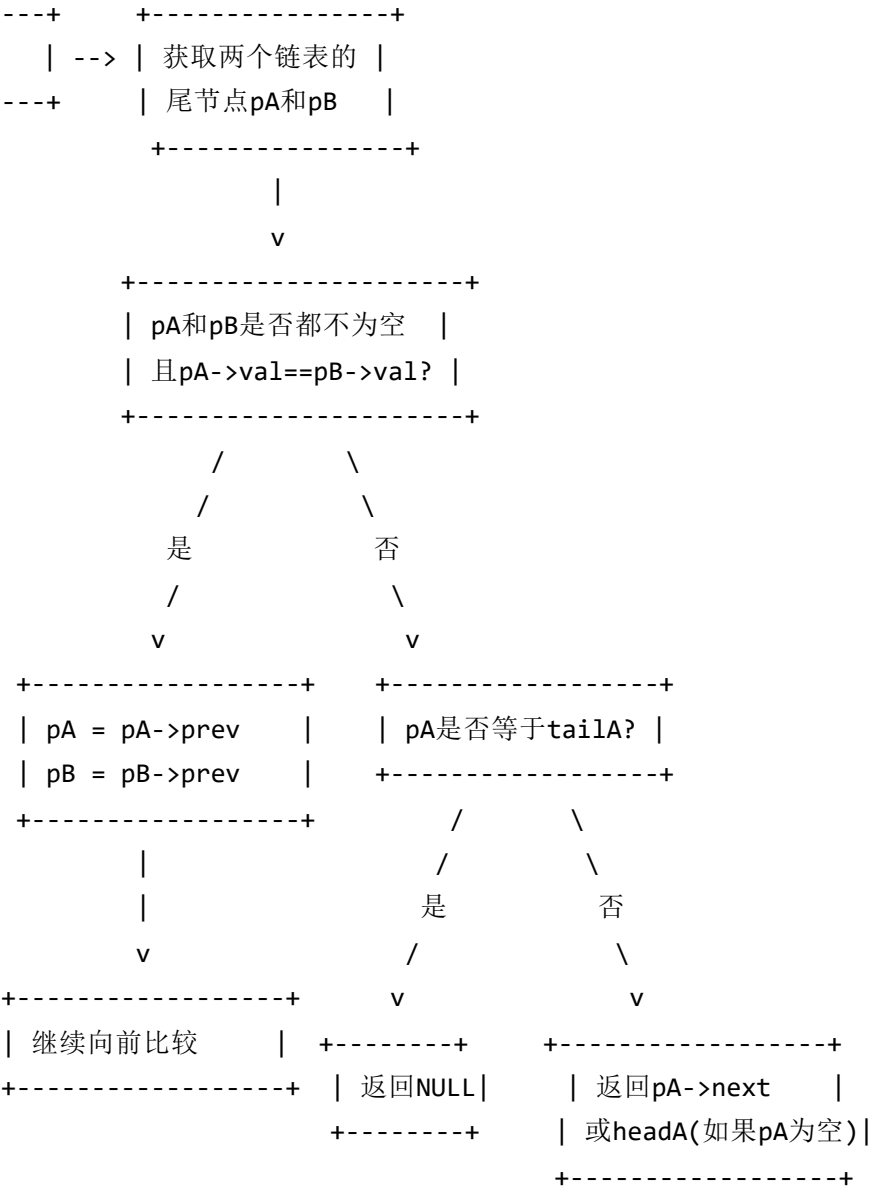 ---+     +----------------+
   | --> | 获取两个链表的 |
---+     | 尾节点pA和pB   |
          +----------------+
                  |
                  v
        +----------------------+
        | pA和pB是否都不为空  |
        | 且pA->val==pB->val? |
        +----------------------+
              /        \
             /          \
           是            否
           /              \
          v                v
 +------------------+    +------------------+
 | pA = pA->prev    |    | pA是否等于tailA? |
 | pB = pB->prev    |    +------------------+
 +------------------+         /       \
         |                   /         \
         |                  是          否
         v                 /             \
+------------------+      v               v
| 继续向前比较     |  +--------+     +------------------+
+------------------+  | 返回NULL|     | 返回pA->next    |
                      +--------+     | 或headA(如果pA为空)|
                                     +------------------+